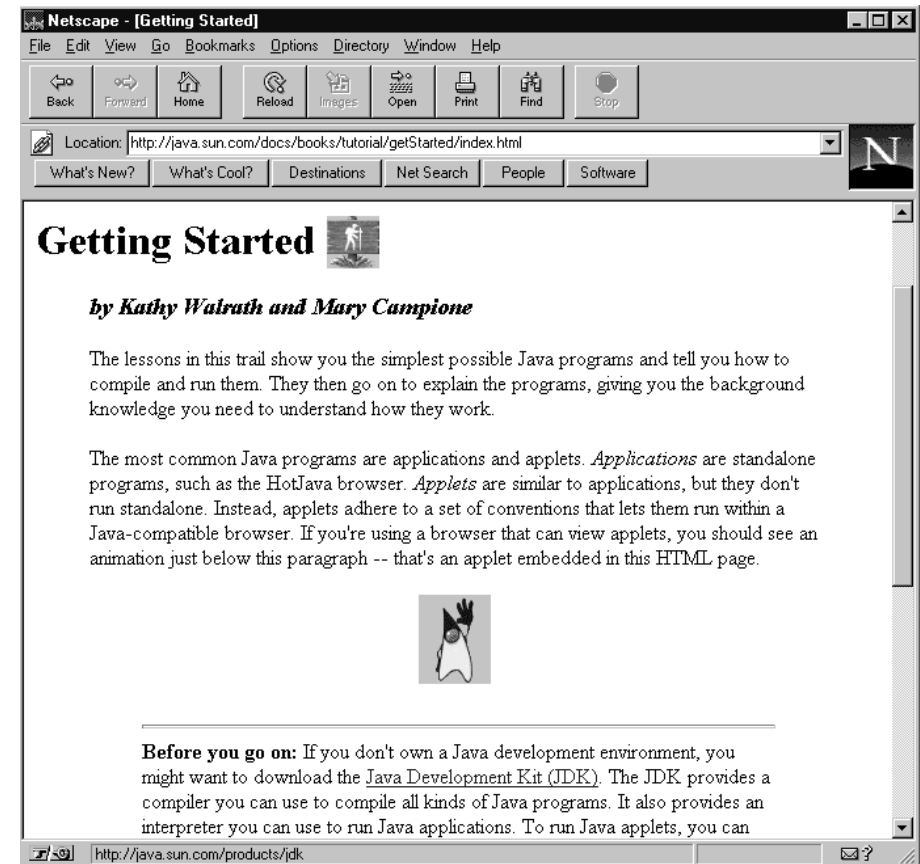 Netscape - [Getting Started]
File Edit View Go Bookmarks Options Directory Window Help
Back Forward Home Reload Images Open Print Find Stop
Location: http://java.sun.com/docs/books/tutorial/getStarted/index.html
N
What's New? What's Cool? Destinations Net Search People Software
Getting Started
by Kathy Walrath and Mary Campione
The lessons in this trail show you the simplest possible Java programs and tell you how to
compile and run them. They then go on to explain the programs, giving you the background
knowledge you need to understand how they work.
The most common Java programs are applications and applets. Applications are standalone
programs, such as the HotJava browser. Applets are similar to applications, but they don't
run standalone. Instead, applets adhere to a set of conventions that lets them run within a
Java-compatible browser. If you're using a browser that can view applets, you should see an
animation just below this paragraph -- that's an applet embedded in this HTML page.
Before you go on: If you don't own a Java development environment, you
might want to download the Java Development Kit (JDK). The JDK provides a
compiler you can use to compile all kinds of Java programs. It also provides an
interpreter you can use to run Java applications. To run Java applets, you can
http://java.sun.com/products/jdk
?